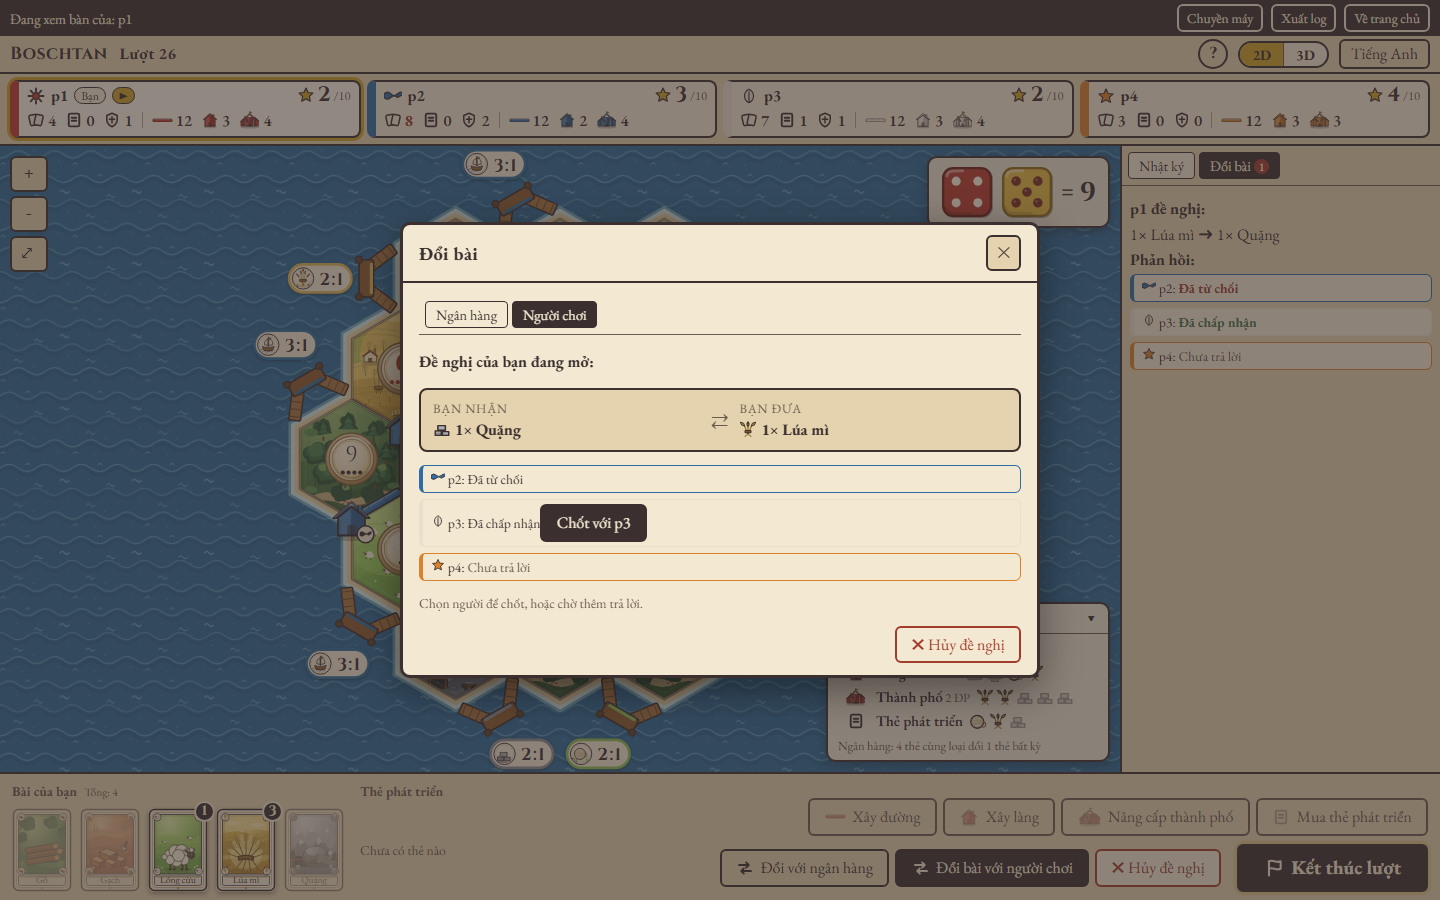 Đang xem bàn của: p1
Chuyền máy
Xuất log
Về trang chủ
BOSCHTAN Lượt 26
?
2D
3D
Tiếng Anh
p1 Bạn 2/10
4 0 1 12 3 4
p2 3/10
8 0 2 12 2 4
p3 2/10
7 1 1 12 3 4
p4 4/10
3 0 0 12 3 3
+
-
3:1
= 9
2:1
3:1
9
3:1
2:1
2:1
Nhật ký
Đổi bài 1
p1 đề nghị:
1× Lúa mì → 1× Quặng
Phản hồi:
p2: Đã từ chối
p3: Đã chấp nhận
p4: Chưa trả lời
Đổi bài
Ngân hàng
Người chơi
Đề nghị của bạn đang mở:
BẠN NHẬN
1× Quặng
BẠN ĐƯA
1× Lúa mì
p2: Đã từ chối
p3: Đã chấp nhận
Chốt với p3
p4: Chưa trả lời
Chọn người để chốt, hoặc chờ thêm trả lời.
Hủy đề nghị
Thành phố 2 ĐP
Thẻ phát triển
Ngân hàng: 4 thẻ cùng loại đổi 1 thẻ bất kỳ
Bài của bạn Tổng: 4
Gỗ
Gạch
1
Lông cừu
3
Lúa mì
Quặng
Thẻ phát triển
Chưa có thẻ nào
Xây đường
Xây làng
Nâng cấp thành phố
Mua thẻ phát triển
Đổi với ngân hàng
Đổi bài với người chơi
Hủy đề nghị
Kết thúc lượt